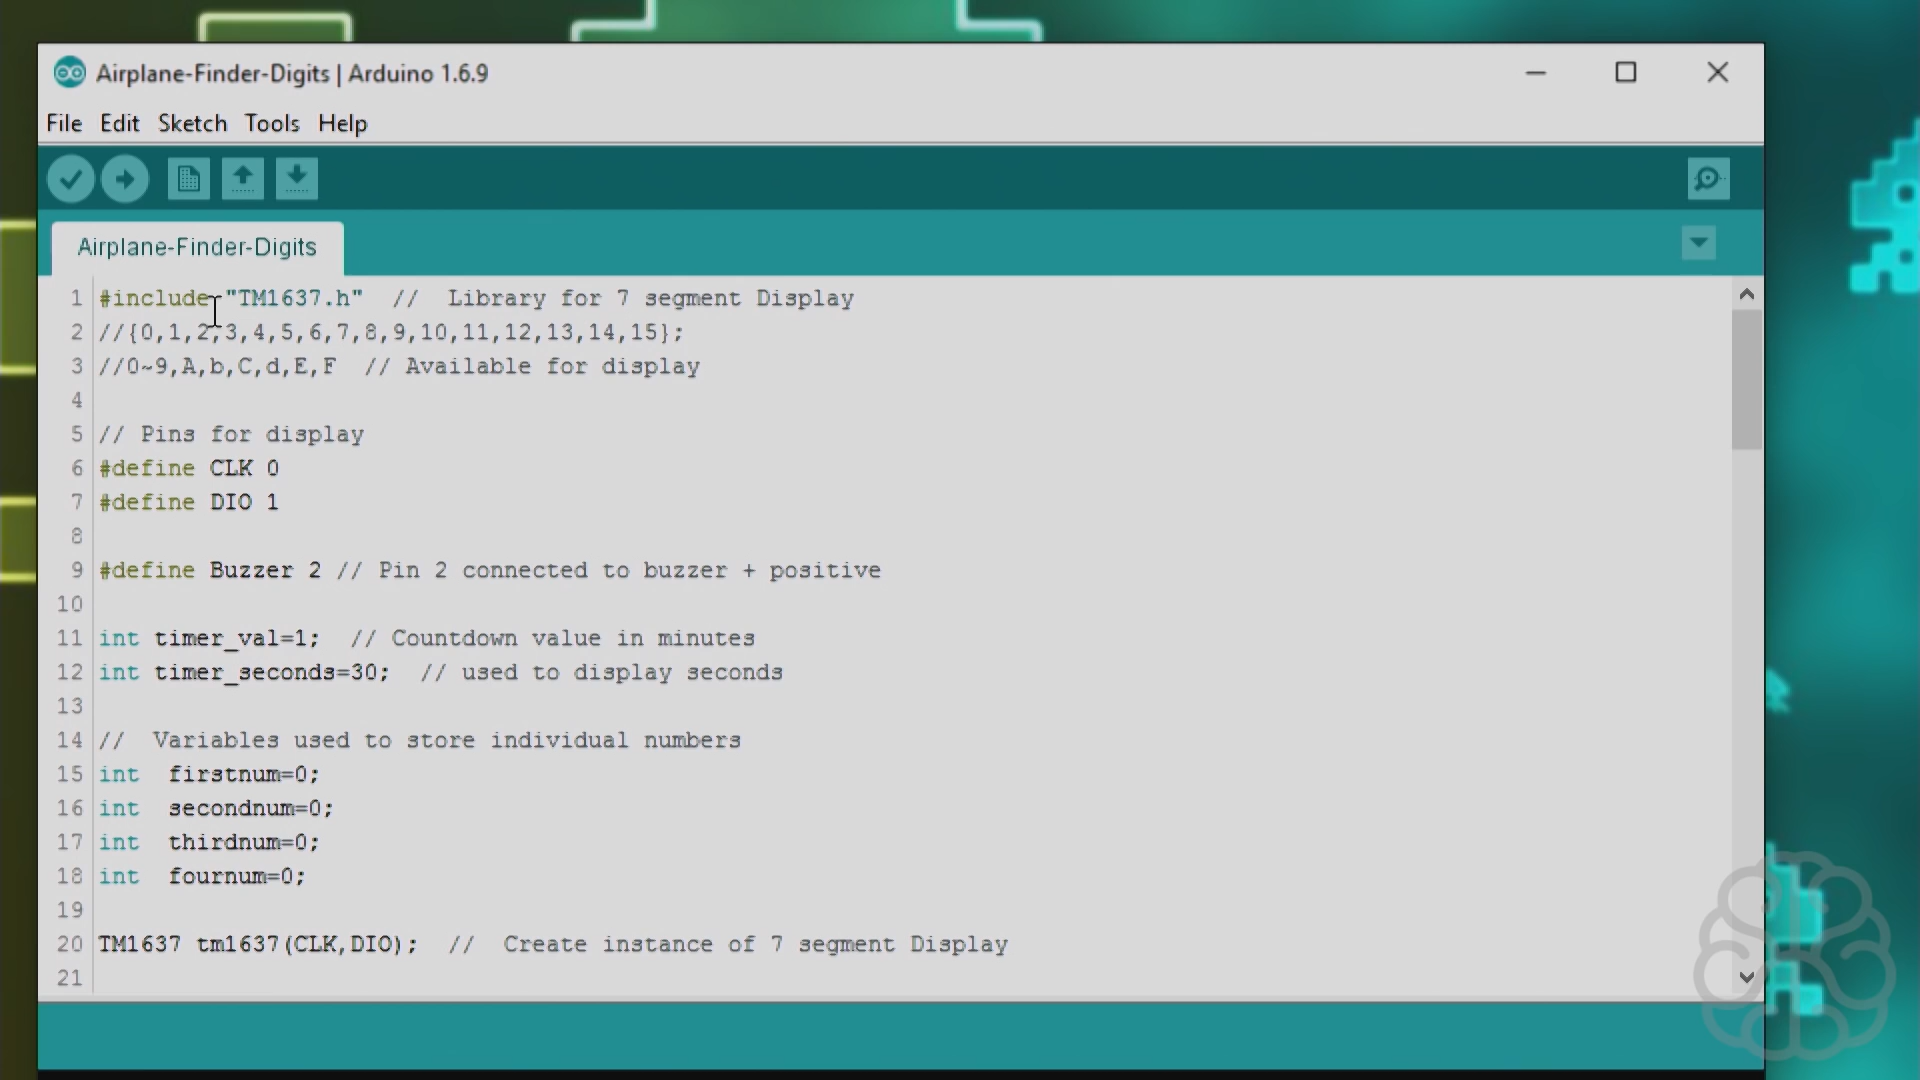 Airplane-Finder-Digits | Arduino 1.6.9
File Edit Sketch Tools Help
Airplane-Finder-Digits
1 #include "TM1637.h"  //  Library for 7 segment Display
2 //{0,1,2,3,4,5,6,7,8,9,10,11,12,13,14,15};
3 //0~9,A,b,C,d,E,F  // Available for display
4
5 // Pins for display
6 #define CLK 0
7 #define DIO 1
8
9 #define Buzzer 2 // Pin 2 connected to buzzer + positive
10
11 int timer_val=1;  // Countdown value in minutes
12 int timer_seconds=30;  // used to display seconds
13
14 //  Variables used to store individual numbers
15 int  firstnum=0;
16 int  secondnum=0;
17 int  thirdnum=0;
18 int  fournum=0;
19
20 TM1637 tm1637(CLK,DIO);  //  Create instance of 7 segment Display
21